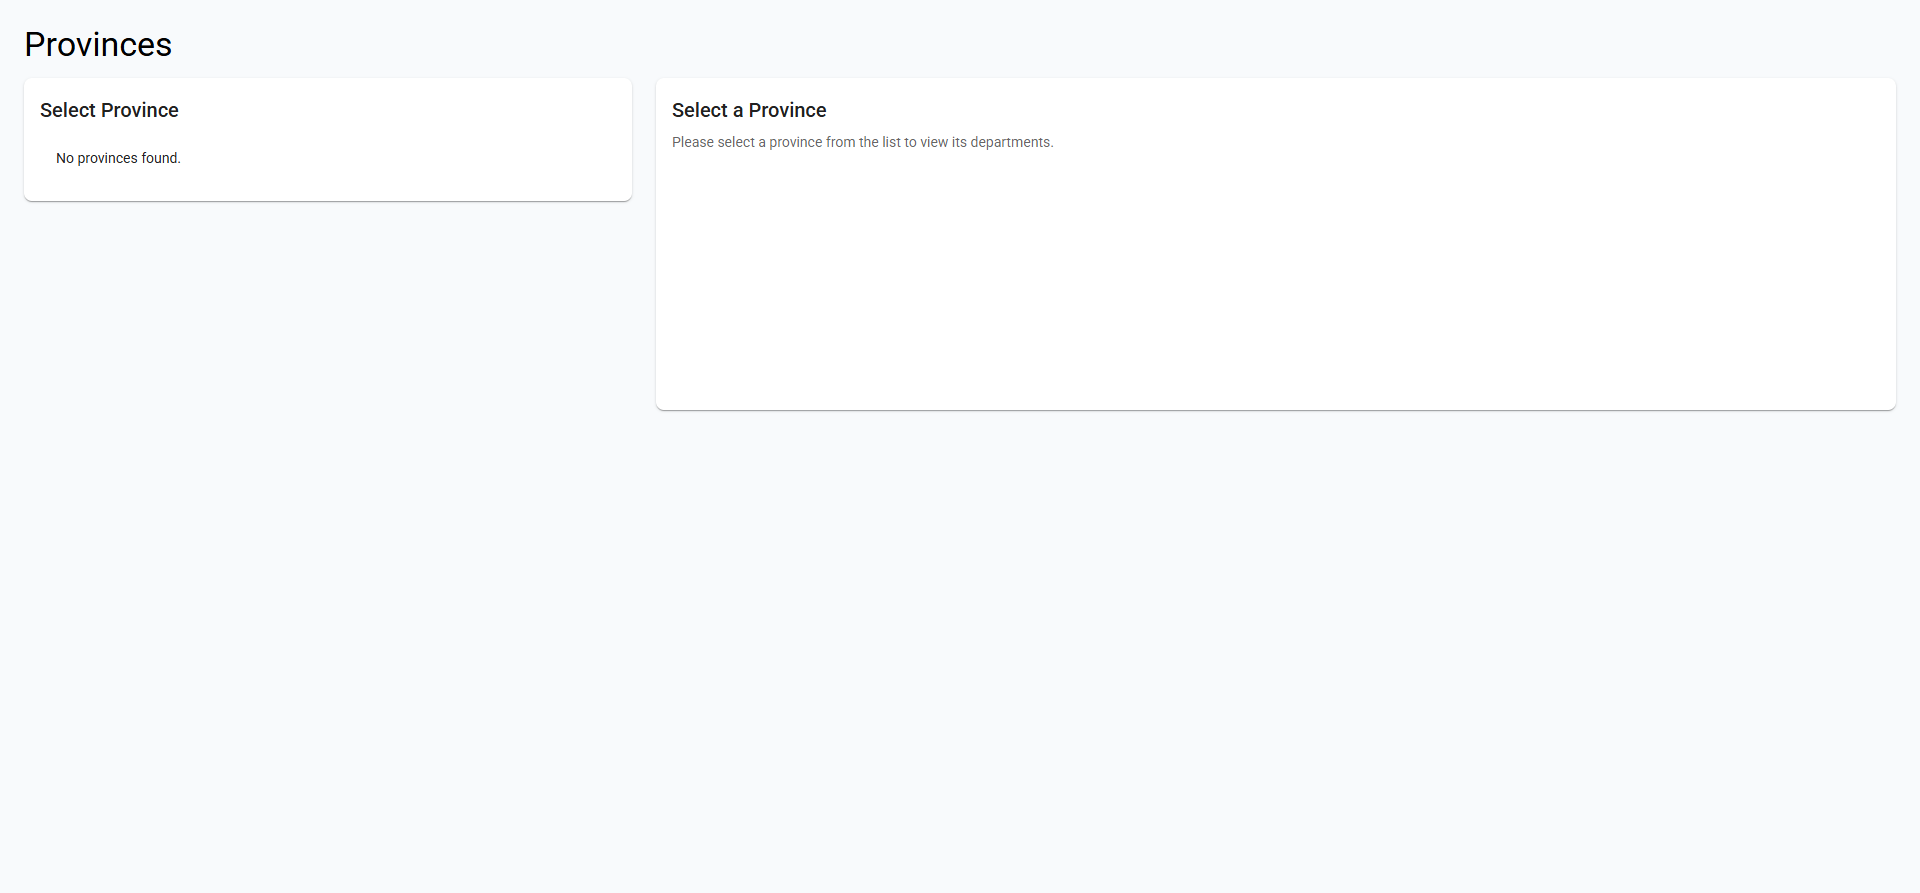 Provinces
Select Province
No provinces found.
Select a Province
Please select a province from the list to view its departments.